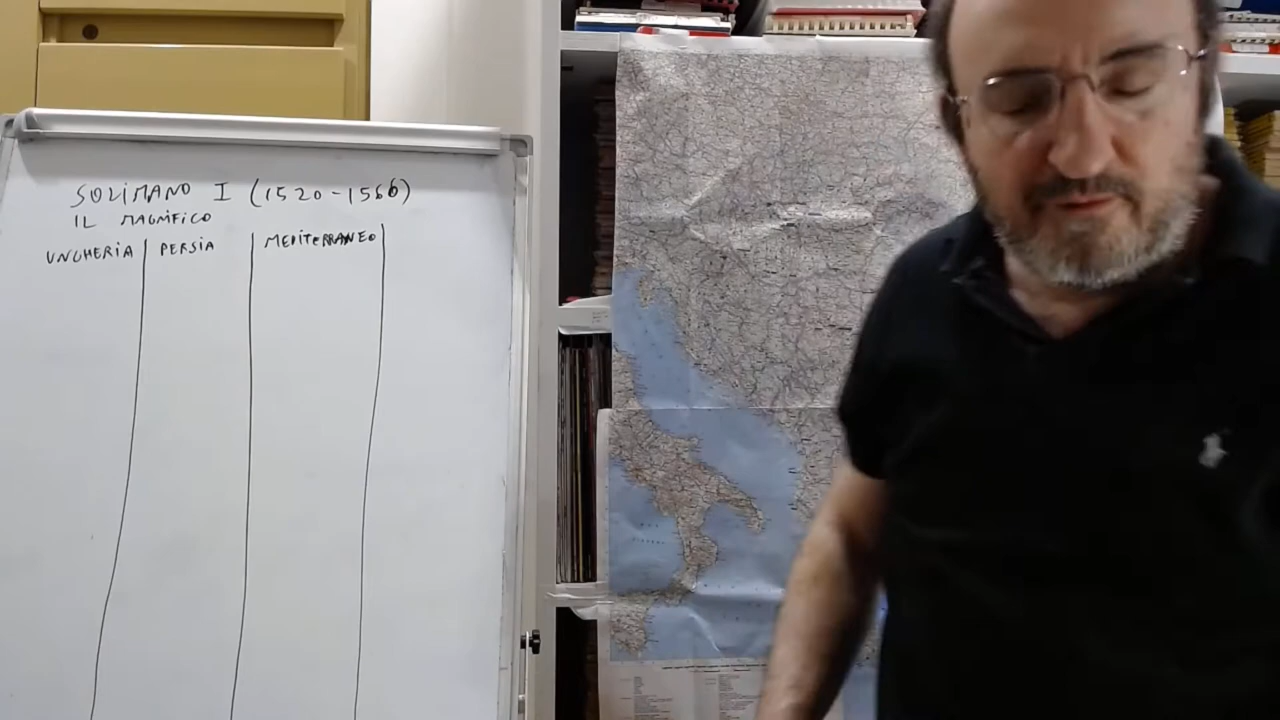 SOLIMANO I (1520-1566)
IL MAGNIFICO
UNGHERIA PERSIA MEDITERRANEO